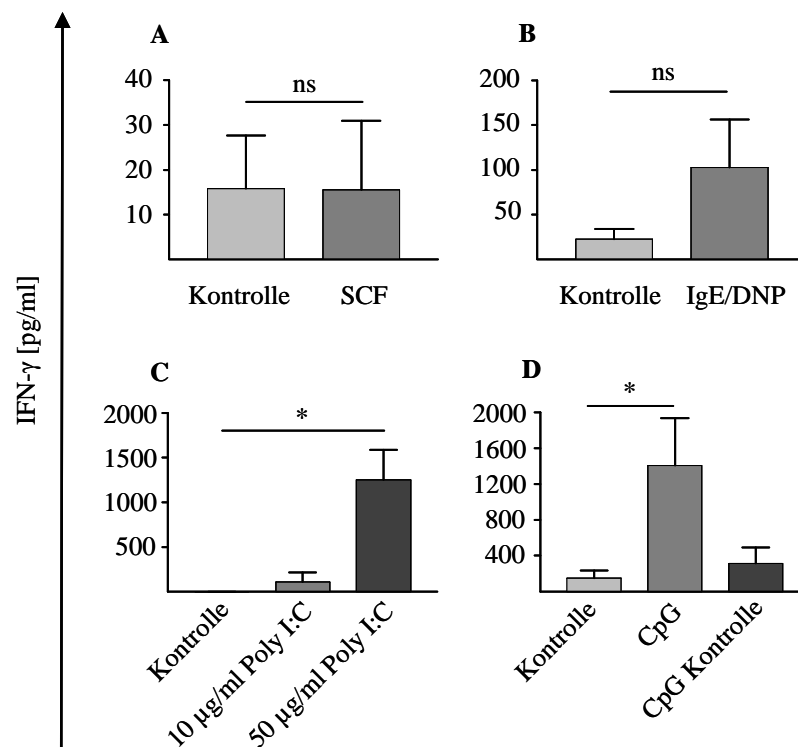 A
40
30
20
10
ns
Kontrolle
SCF
B
200
150
100
50
ns
Kontrolle
IgE/DNP
IFN-γ [pg/ml]
C
2000
1500
1000
500
*
Kontrolle
10 µg/ml Poly I:C
50 µg/ml Poly I:C
D
2000
1600
1200
800
400
*
Kontrolle
CpG
CpG Kontrolle